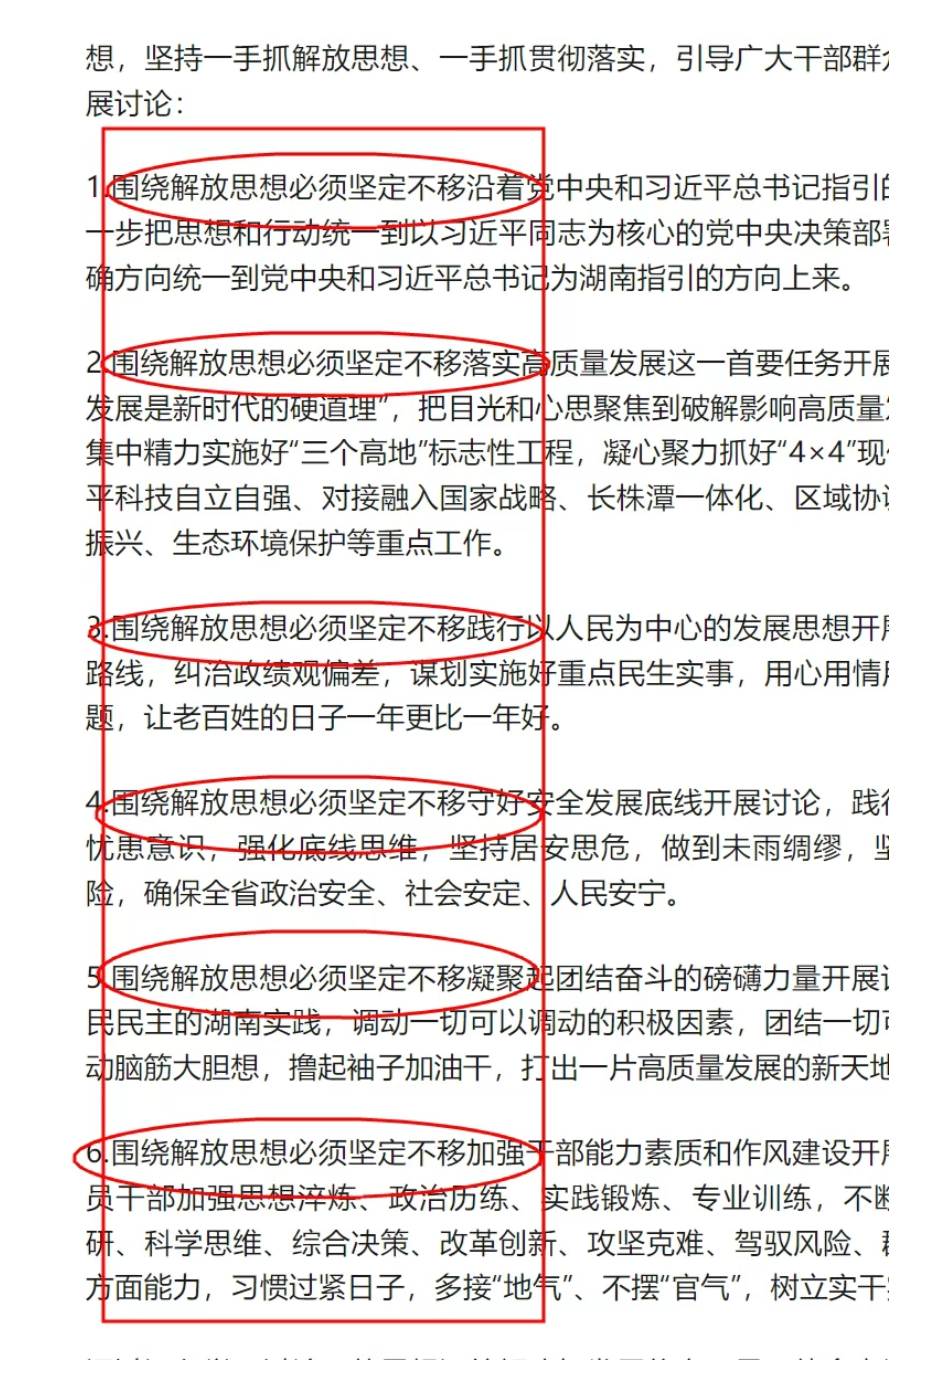 想，坚持一手抓解放思想、一手抓贯彻落实，引导广大干部群众
展讨论：
1.围绕解放思想必须坚定不移沿着党中央和习近平总书记指引的
一步把思想和行动统一到以习近平同志为核心的党中央决策部署
确方向统一到党中央和习近平总书记为湖南指引的方向上来。
2.围绕解放思想必须坚定不移落实高质量发展这一首要任务开展
发展是新时代的硬道理”，把目光和心思聚焦到破解影响高质量发
集中精力实施好“三个高地”标志性工程，凝心聚力抓好“4×4”现代
平科技自立自强、对接融入国家战略、长株潭一体化、区域协调
振兴、生态环境保护等重点工作。
3.围绕解放思想必须坚定不移践行以人民为中心的发展思想开展
路线，纠治政绩观偏差，谋划实施好重点民生实事，用心用情用
题，让老百姓的日子一年更比一年好。
4.围绕解放思想必须坚定不移守好安全发展底线开展讨论，践行
忧患意识，强化底线思维，坚持居安思危，做到未雨绸缪，坚
险，确保全省政治安全、社会安定、人民安宁。
5.围绕解放思想必须坚定不移凝聚起团结奋斗的磅礴力量开展讨
民民主的湖南实践，调动一切可以调动的积极因素，团结一切可
动脑筋大胆想，撸起袖子加油干，打出一片高质量发展的新天地
6.围绕解放思想必须坚定不移加强干部能力素质和作风建设开展
员干部加强思想淬炼、政治历练、实践锻炼、专业训练，不断
研、科学思维、综合决策、改革创新、攻坚克难、驾驭风险、群
方面能力，习惯过紧日子，多接“地气”、不摆“官气”，树立实干